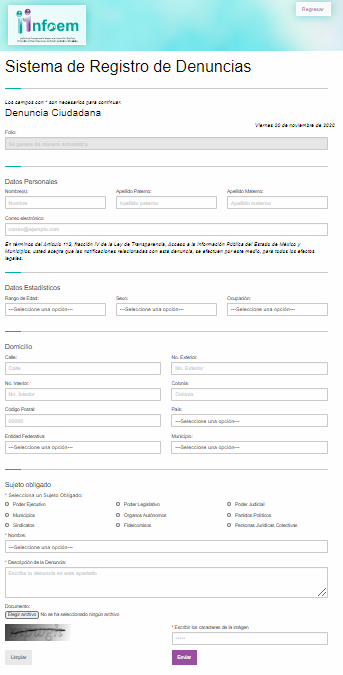 Regresar
infoem
Sistema de Registro de Denuncias
Los campos con * son necesarios para continuar.
Denuncia Ciudadana
Viernes 20 de noviembre de 2020
Folio:
Se genera de manera automática
Datos Personales
Nombre(s): Apellido Paterno: Apellido Materno:
Nombre Apellido paterno Apellido materno
Correo electrónico:
correo@ejemplo.com
En términos del Artículo 113, fracción IV de la Ley de Transparencia, Acceso a la Información Pública del Estado de México y
Municipios, usted acepta que las notificaciones relacionadas con esta denuncia, se efectuen por este medio, para todos los efectos
legales.
Datos Estadísticos
Rango de Edad: Sexo: Ocupación:
---Seleccione una opción--- ---Seleccione una opción--- ---Seleccione una opción---
Domicilio
Calle: No. Exterior:
Calle No. Exterior
No. Interior: Colonia:
No. Interior Colonia
Código Postal: País:
00000 ---Seleccione una opción---
Entidad Federativa: Municipio:
---Seleccione una opción--- ---Seleccione una opción---
Sujeto obligado
* Selecciona un Sujeto Obligado:
Poder Ejecutivo Poder Legislativo Poder Judicial
Municipios Órganos Autónomos Partidos Políticos
Sindicatos Fideicomisos Personas Jurídicas Colectivas
* Nombre:
---Seleccione una opción---
* Descripción de la Denuncia:
Escribe tu denuncia en este apartado
Documento:
Elegir archivo No se ha seleccionado ningún archivo
* Escribir los caracteres de la imagen
*****
Limpiar Enviar